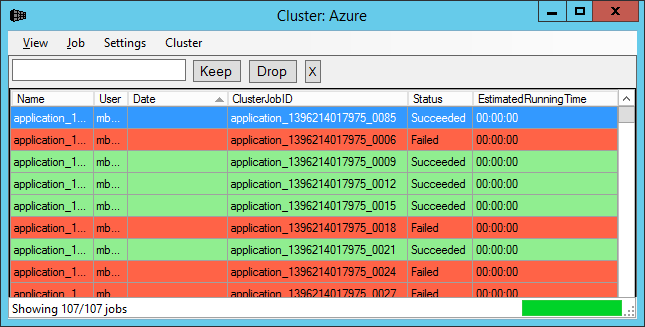 Cluster: Azure
View Job Settings Cluster
Keep Drop X
Name User Date ClusterJobID Status EstimatedRunningTime
application_1... mb... application_1396214017975_0085 Succeeded 00:00:00
application_1... mb... application_1396214017975_0006 Failed 00:00:00
application_1... mb... application_1396214017975_0009 Succeeded 00:00:00
application_1... mb... application_1396214017975_0012 Succeeded 00:00:00
application_1... mb... application_1396214017975_0015 Succeeded 00:00:00
application_1... mb... application_1396214017975_0018 Failed 00:00:00
application_1... mb... application_1396214017975_0021 Succeeded 00:00:00
application_1... mb... application_1396214017975_0024 Failed 00:00:00
application_1... mb... application_1396214017975_0027 Failed 00:00:00
Showing 107/107 jobs